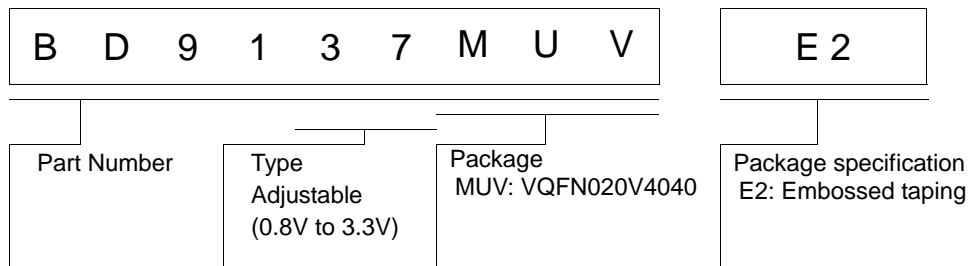 B D 9 1 3 7 M U V E 2
Part Number
Type
Adjustable
(0.8V to 3.3V)
Package
MUV: VQFN020V4040
Package specification
E2: Embossed taping